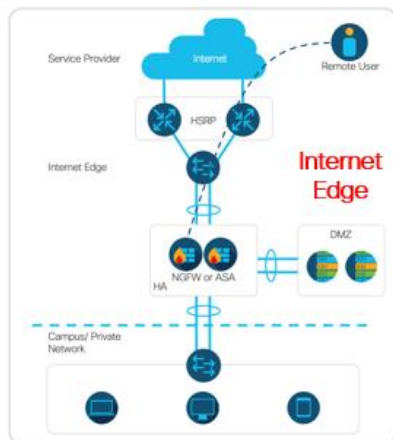 Service Provider
Internet
Remote User
HSRP
Internet Edge
Internet
Edge
DMZ
NGFW or ASA
HA
Campus/ Private
Network